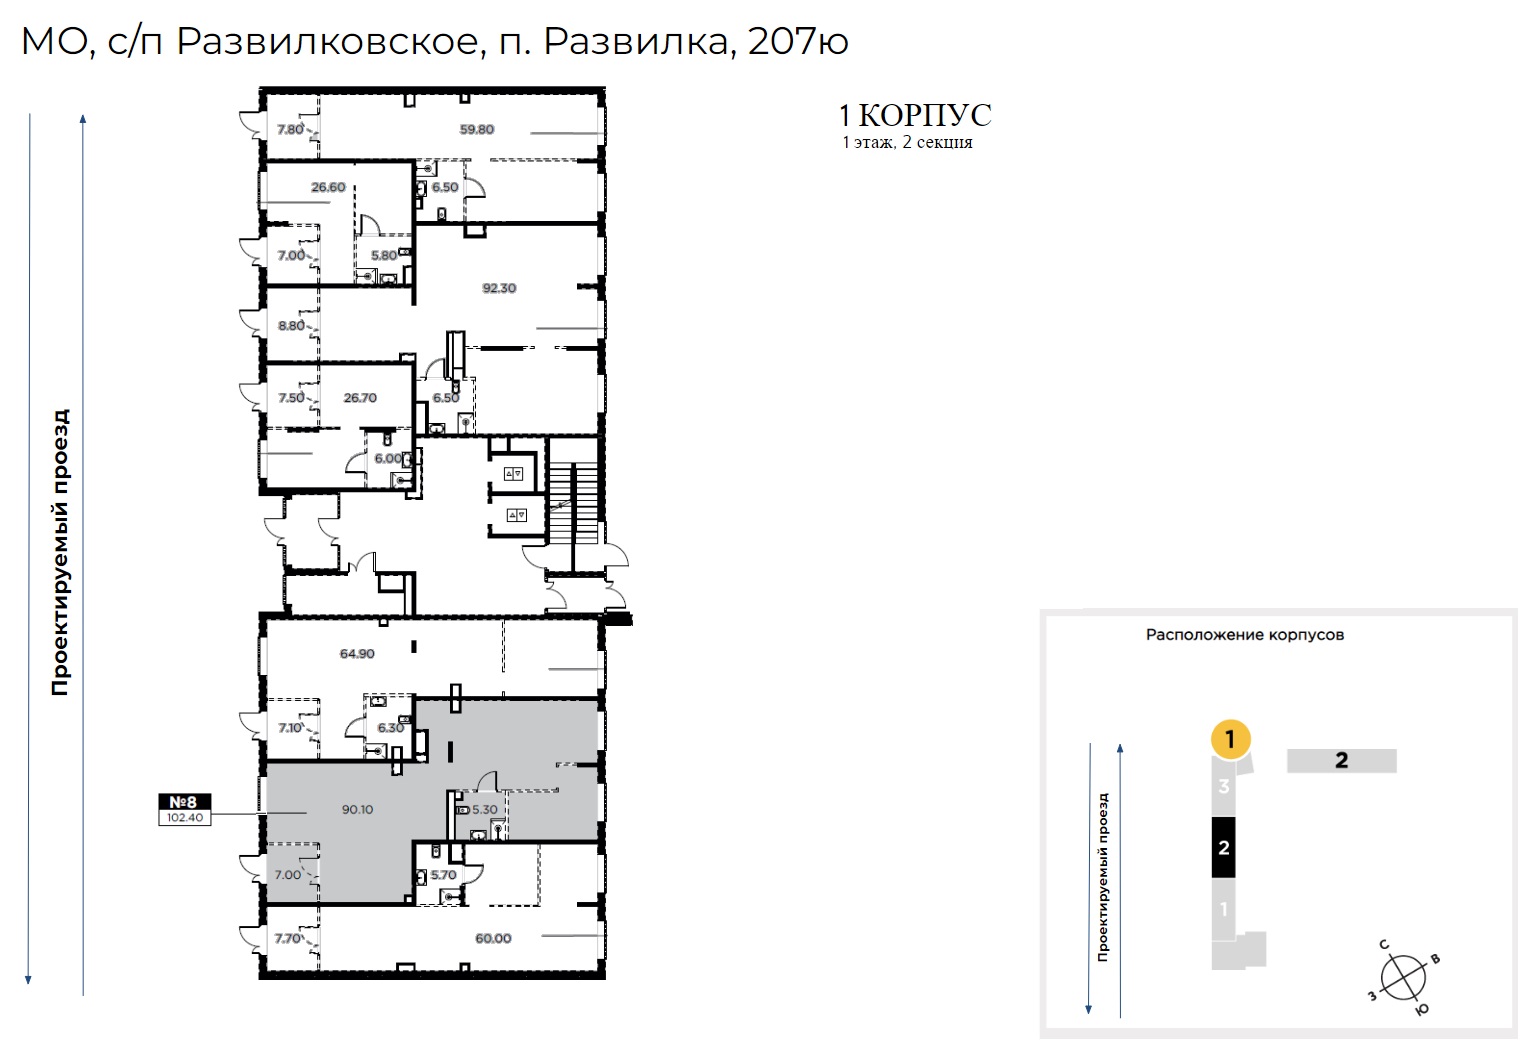 МО, с/п Развилковское, п. Развилка, 207ю
1 КОРПУС
1 этаж, 2 секция
Проектируемый проезд
7.80
59.80
26.60
6.50
7.00
5.80
92.30
8.80
7.50
26.70
6.50
6.00
64.90
7.10
6.30
№8
102.40
90.10
5.30
7.00
5.70
7.70
60.00
Расположение корпусов
1
2
3
2
1
Проектируемый проезд
С
В
З
Ю